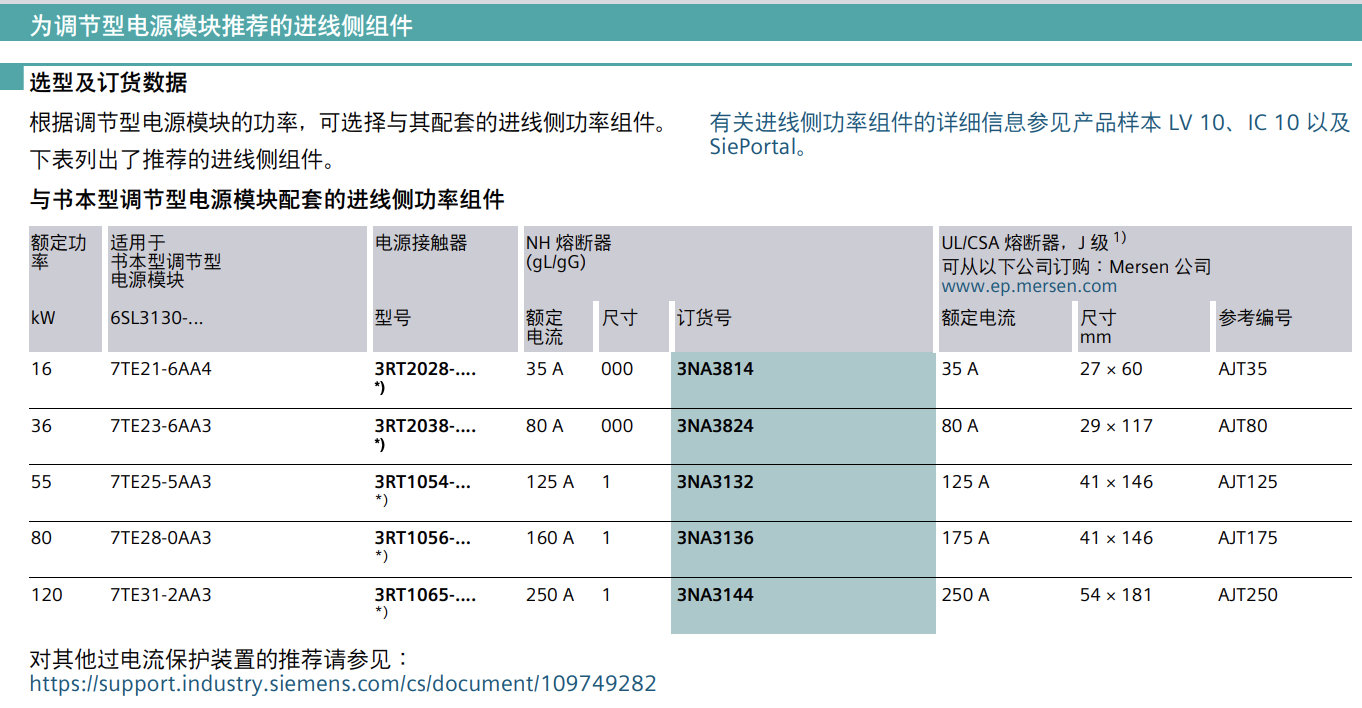 为调节型电源模块推荐的进线侧组件
选型及订货数据
根据调节型电源模块的功率，可选择与其配套的进线侧功率组件。
下表列出了推荐的进线侧组件。
有关进线侧功率组件的详细信息参见产品样本 LV 10、IC 10 以及
SiePortal。
与书本型调节型电源模块配套的进线侧功率组件
额定功率 适用于书本型调节型电源模块 电源接触器 NH 熔断器 (gL/gG) UL/CSA 熔断器，J 级 1)
可从以下公司订购：Mersen 公司
www.ep.mersen.com
kW 6SL3130-... 型号 额定电流 尺寸 订货号 额定电流 尺寸 mm 参考编号
16 7TE21-6AA4 3RT2028-.... *) 35 A 000 3NA3814 35 A 27 × 60 AJT35
36 7TE23-6AA3 3RT2038-.... *) 80 A 000 3NA3824 80 A 29 × 117 AJT80
55 7TE25-5AA3 3RT1054-... *) 125 A 1 3NA3132 125 A 41 × 146 AJT125
80 7TE28-0AA3 3RT1056-... *) 160 A 1 3NA3136 175 A 41 × 146 AJT175
120 7TE31-2AA3 3RT1065-.... *) 250 A 1 3NA3144 250 A 54 × 181 AJT250
对其他过电流保护装置的推荐请参见：
https://support.industry.siemens.com/cs/document/109749282